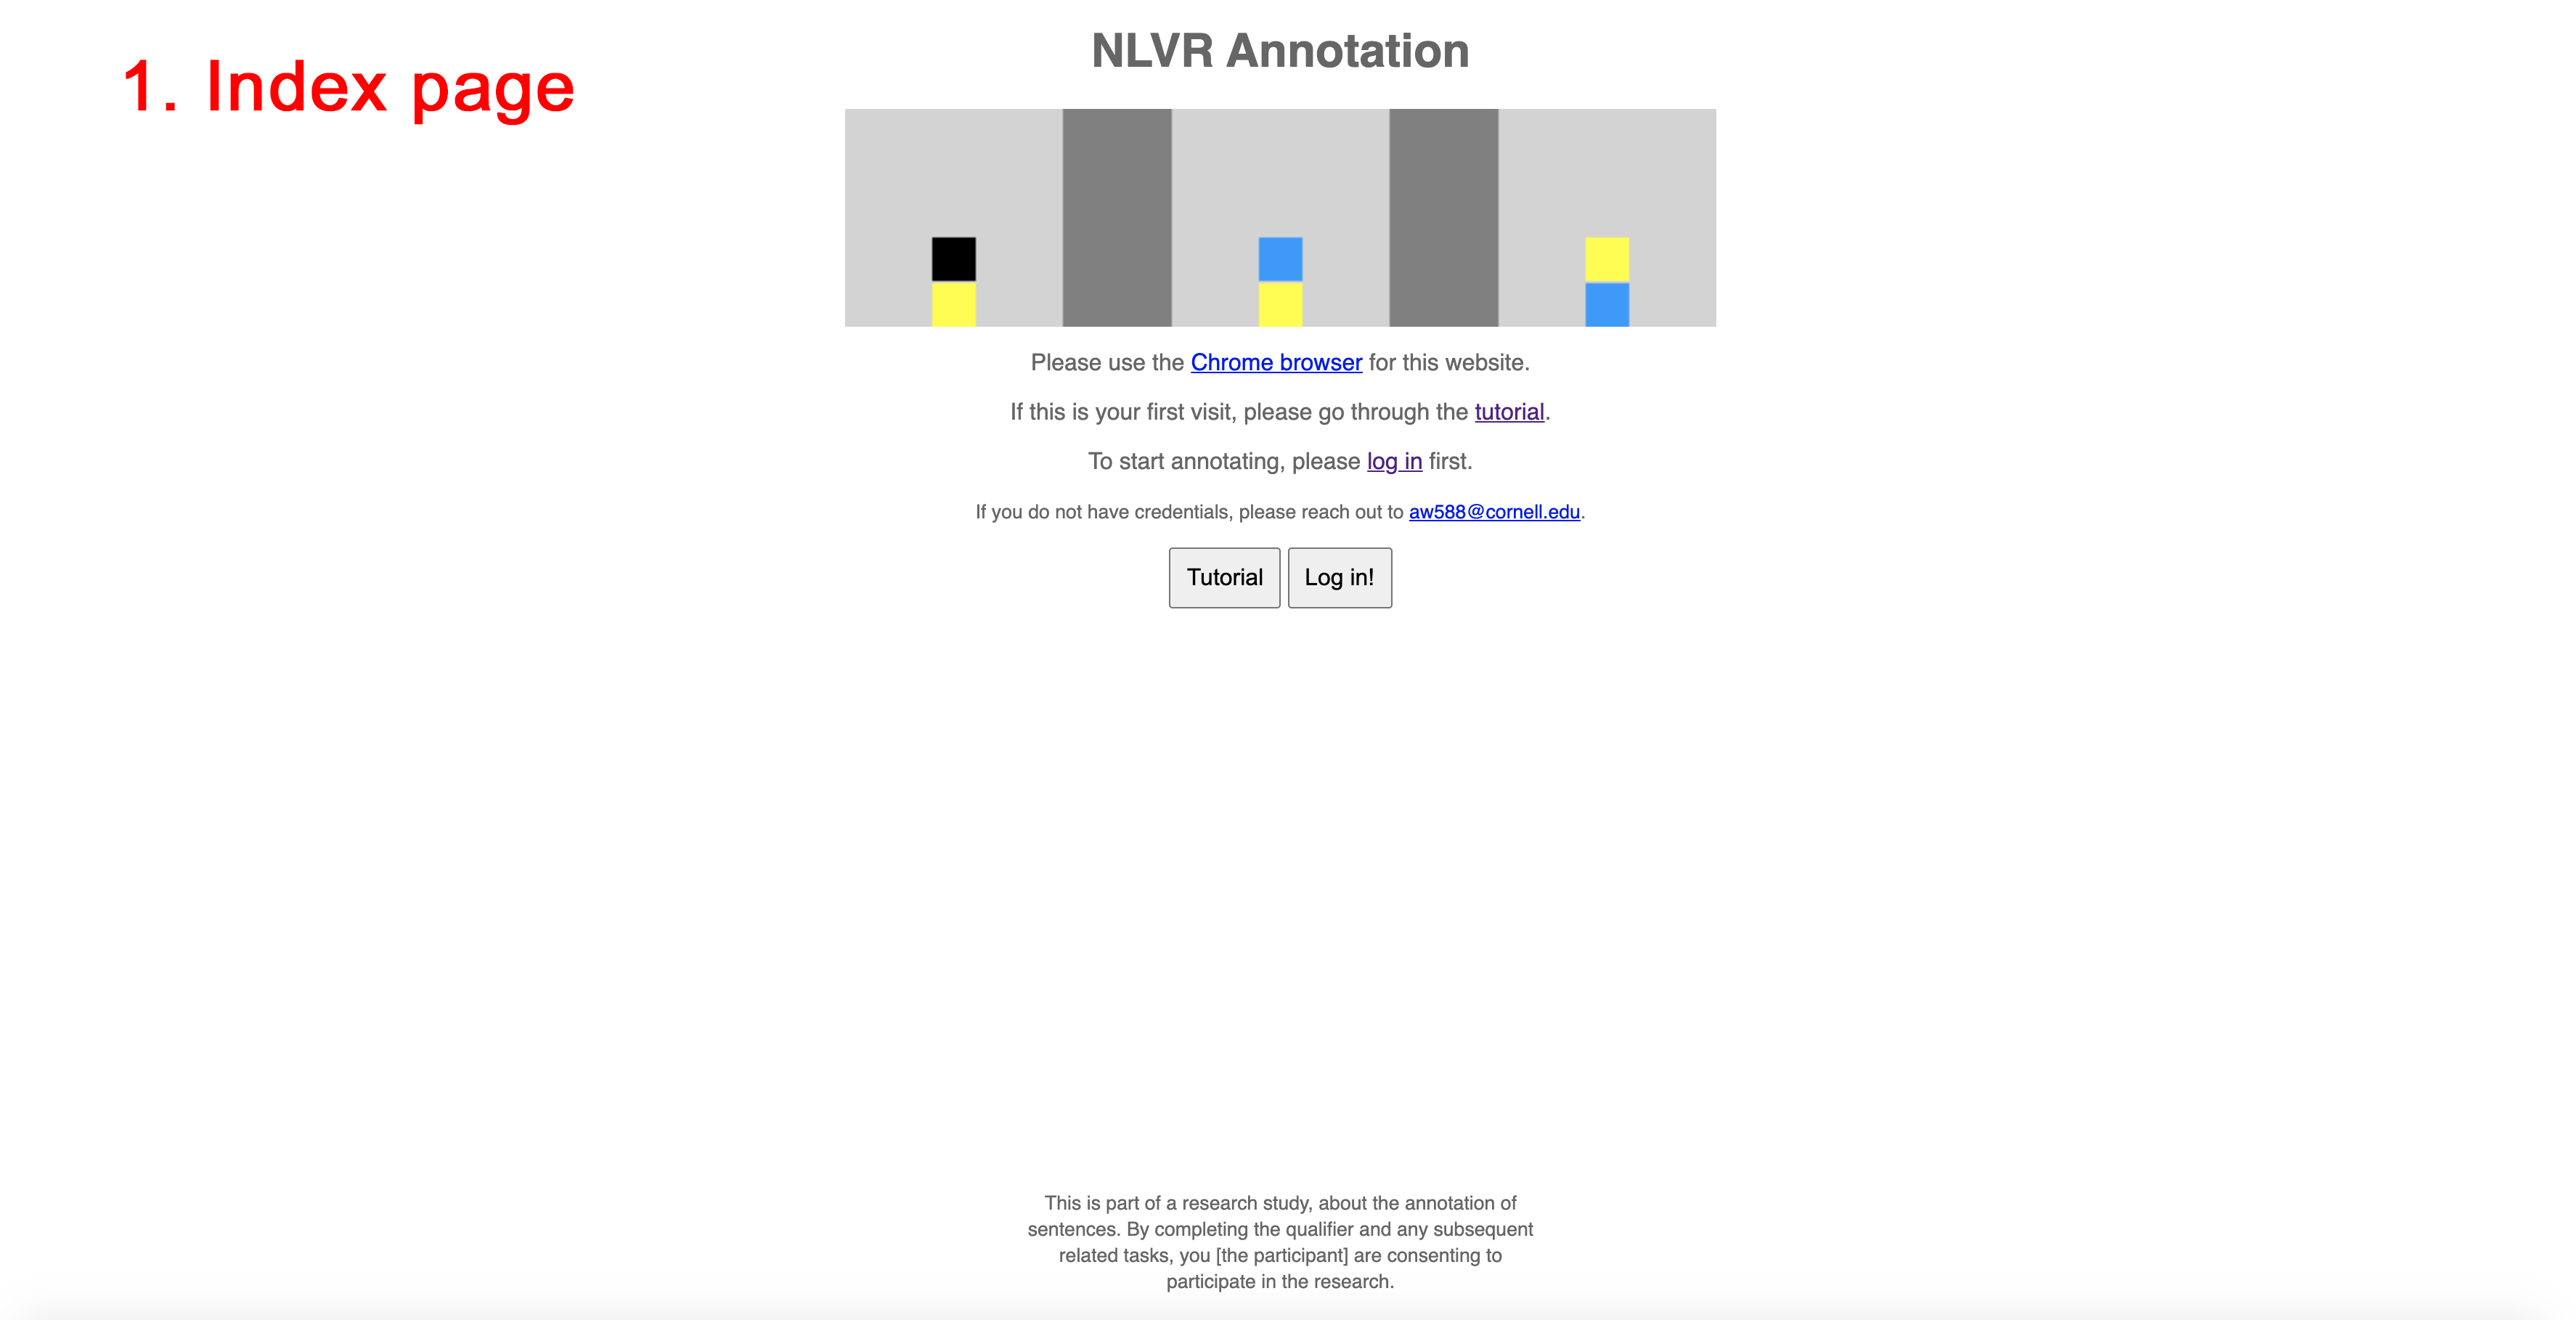 1. Index page
NLVR Annotation
Please use the Chrome browser for this website.
If this is your first visit, please go through the tutorial.
To start annotating, please log in first.
If you do not have credentials, please reach out to aw588@cornell.edu.
Tutorial
Log in!
This is part of a research study, about the annotation of
sentences. By completing the qualifier and any subsequent
related tasks, you [the participant] are consenting to
participate in the research.